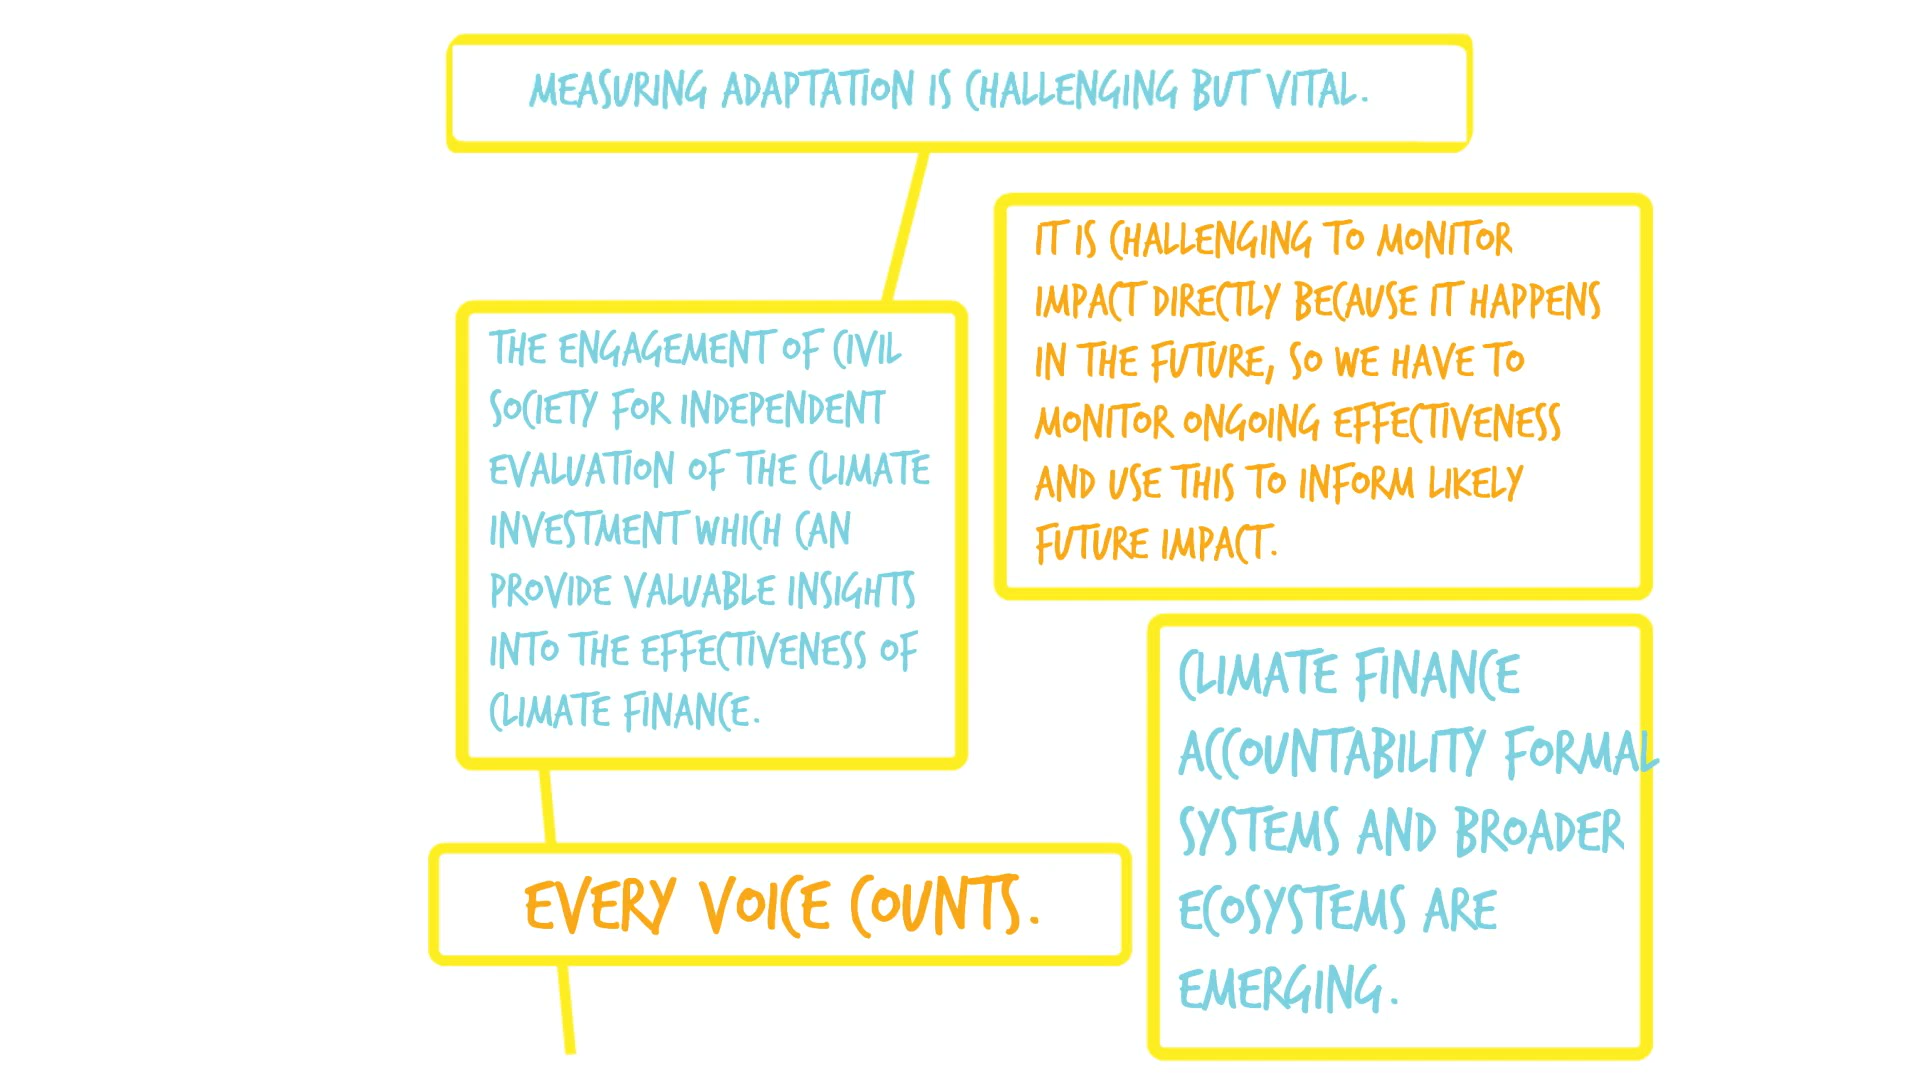 MEASURING ADAPTATION IS CHALLENGING BUT VITAL.
THE ENGAGEMENT OF CIVIL
SOCIETY FOR INDEPENDENT
EVALUATION OF THE CLIMATE
INVESTMENT WHICH CAN
PROVIDE VALUABLE INSIGHTS
INTO THE EFFECTIVENESS OF
CLIMATE FINANCE.
IT IS CHALLENGING TO MONITOR
IMPACT DIRECTLY BECAUSE IT HAPPENS
IN THE FUTURE, SO WE HAVE TO
MONITOR ONGOING EFFECTIVENESS
AND USE THIS TO INFORM LIKELY
FUTURE IMPACT.
EVERY VOICE COUNTS.
CLIMATE FINANCE
ACCOUNTABILITY FORMAL
SYSTEMS AND BROADER
ECOSYSTEMS ARE
EMERGING.